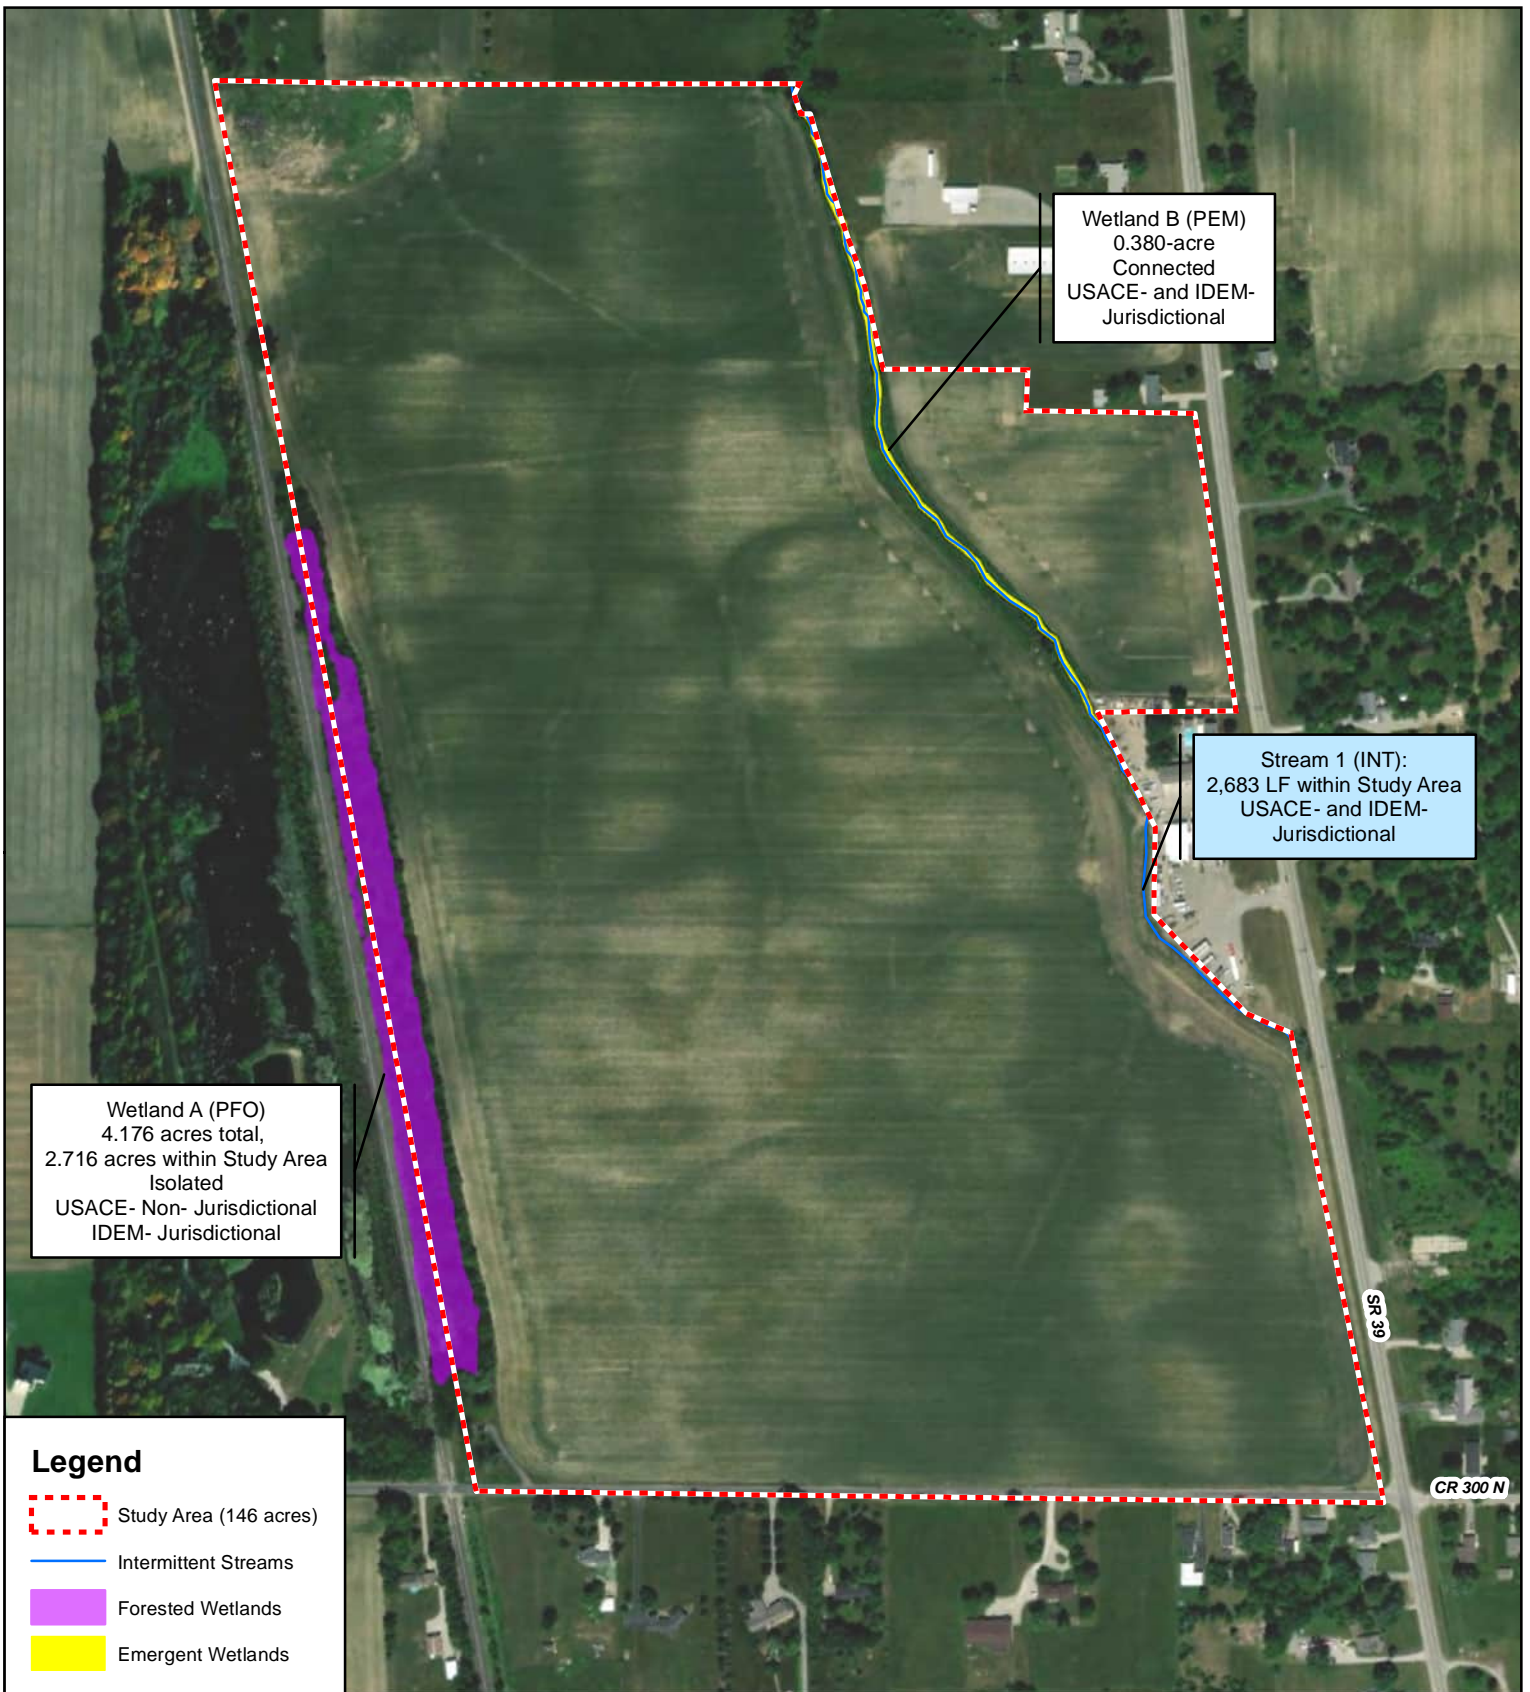 Wetland B (PEM)
0.380-acre
Connected
USACE- and IDEM-
Jurisdictional
Stream 1 (INT):
2,683 LF within Study Area
USACE- and IDEM-
Jurisdictional
Wetland A (PFO)
4.176 acres total,
2.716 acres within Study Area
Isolated
USACE- Non- Jurisdictional
IDEM- Jurisdictional
SR 39
CR 300 N
Legend
Study Area (146 acres)
Intermittent Streams
Forested Wetlands
Emergent Wetlands